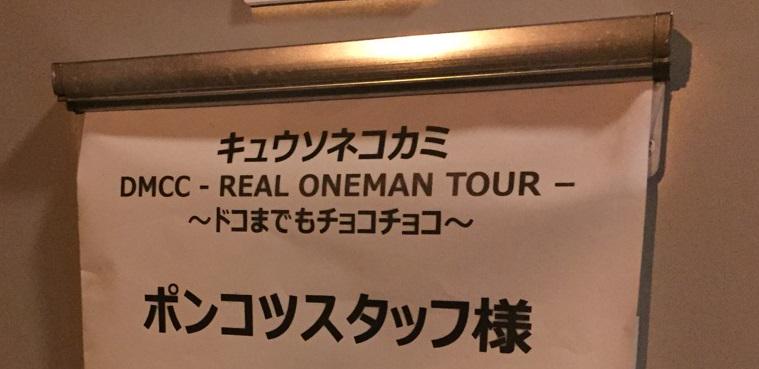 キュウソネコカミ
DMCC - REAL ONEMAN TOUR −
～ドコまでもチョコチョコ～
ポンコツスタッフ様